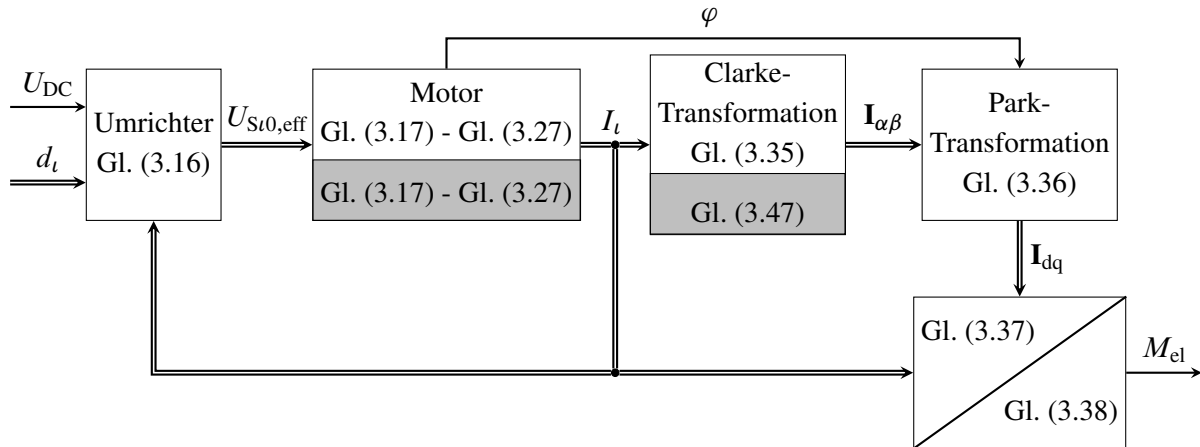 φ
U_DC
d_ι
Umrichter
Gl. (3.16)
U_Sι0,eff
Motor
Gl. (3.17) - Gl. (3.27)
Gl. (3.17) - Gl. (3.27)
I_ι
Clarke-
Transformation
Gl. (3.35)
Gl. (3.47)
I_αβ
Park-
Transformation
Gl. (3.36)
I_dq
Gl. (3.37)
Gl. (3.38)
M_el